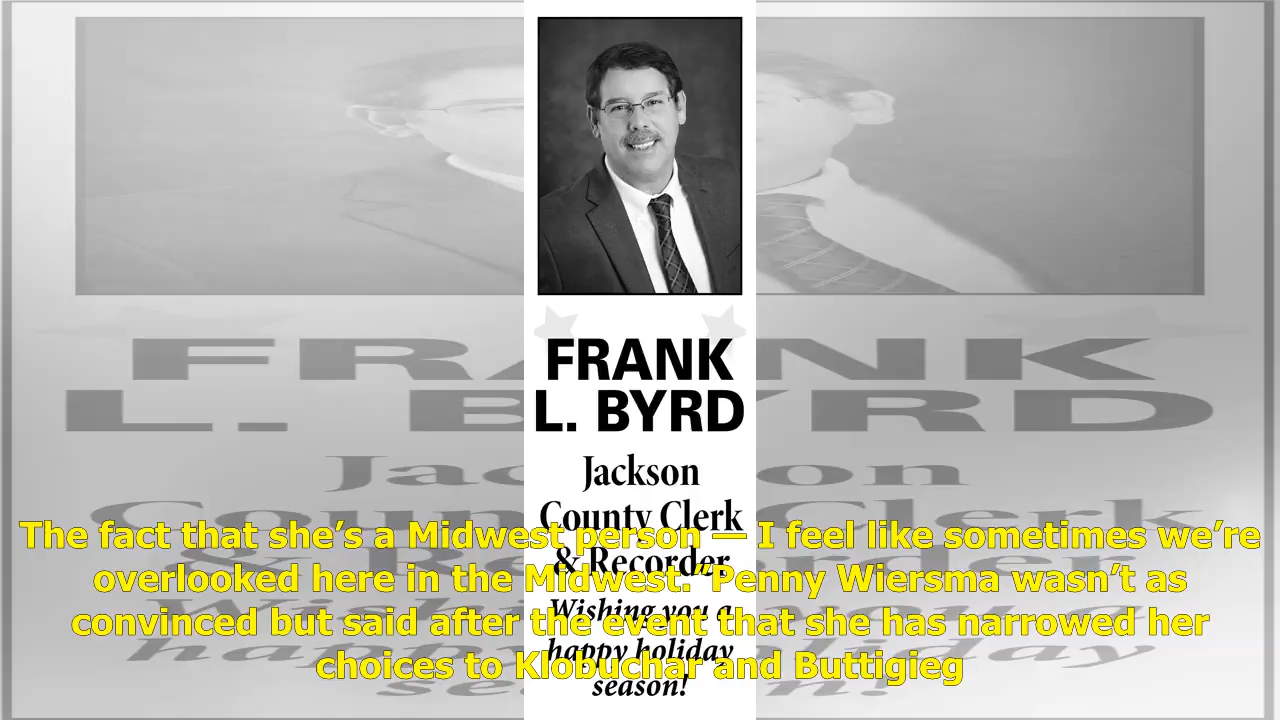 FRANK
L. BYRD
Jackson
County Clerk
& Recorder
Wishing you a
happy holiday
season!
The fact that she’s a Midwest person — I feel like sometimes we’re
overlooked here in the Midwest.”Penny Wiersma wasn’t as
convinced but said after the event that she has narrowed her
choices to Klobuchar and Buttigieg